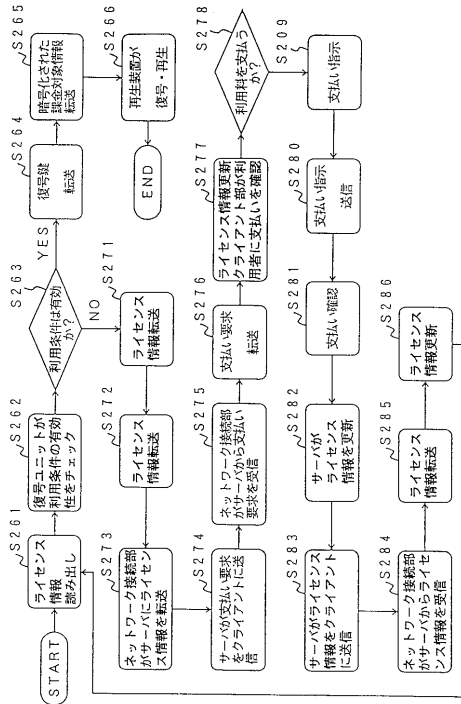 START
S261
ライセンス
情報
読み出し
S262
復号ユニットが
利用条件の有効
性をチェック
S263
利用条件は有効
か?
YES
NO
S264
復号鍵
転送
S265
暗号化された
課金対象情報
転送
S266
再生装置が
復号・再生
END
S271
ライセンス
情報転送
S272
ライセンス
情報転送
S273
ネットワーク接続部
がサーバにライセン
ス情報を転送
S274
サーバが支払い要求
をクライアントに送
信
S275
ネットワーク接続部
がサーバから支払い
要求を受信
S276
支払い要求
転送
S277
ライセンス情報更新
クライアント部が利
用者に支払いを確認
S278
利用料を支払う
か?
S209
支払い指示
S280
支払い指示
送信
S281
支払い確認
S282
サーバが
ライセンス
情報を更新
S283
サーバがライセンス
情報をクライアント
に送信
S284
ネットワーク接続部
がサーバからライセ
ンス情報を受信
S285
ライセンス
情報転送
S286
ライセンス
情報更新